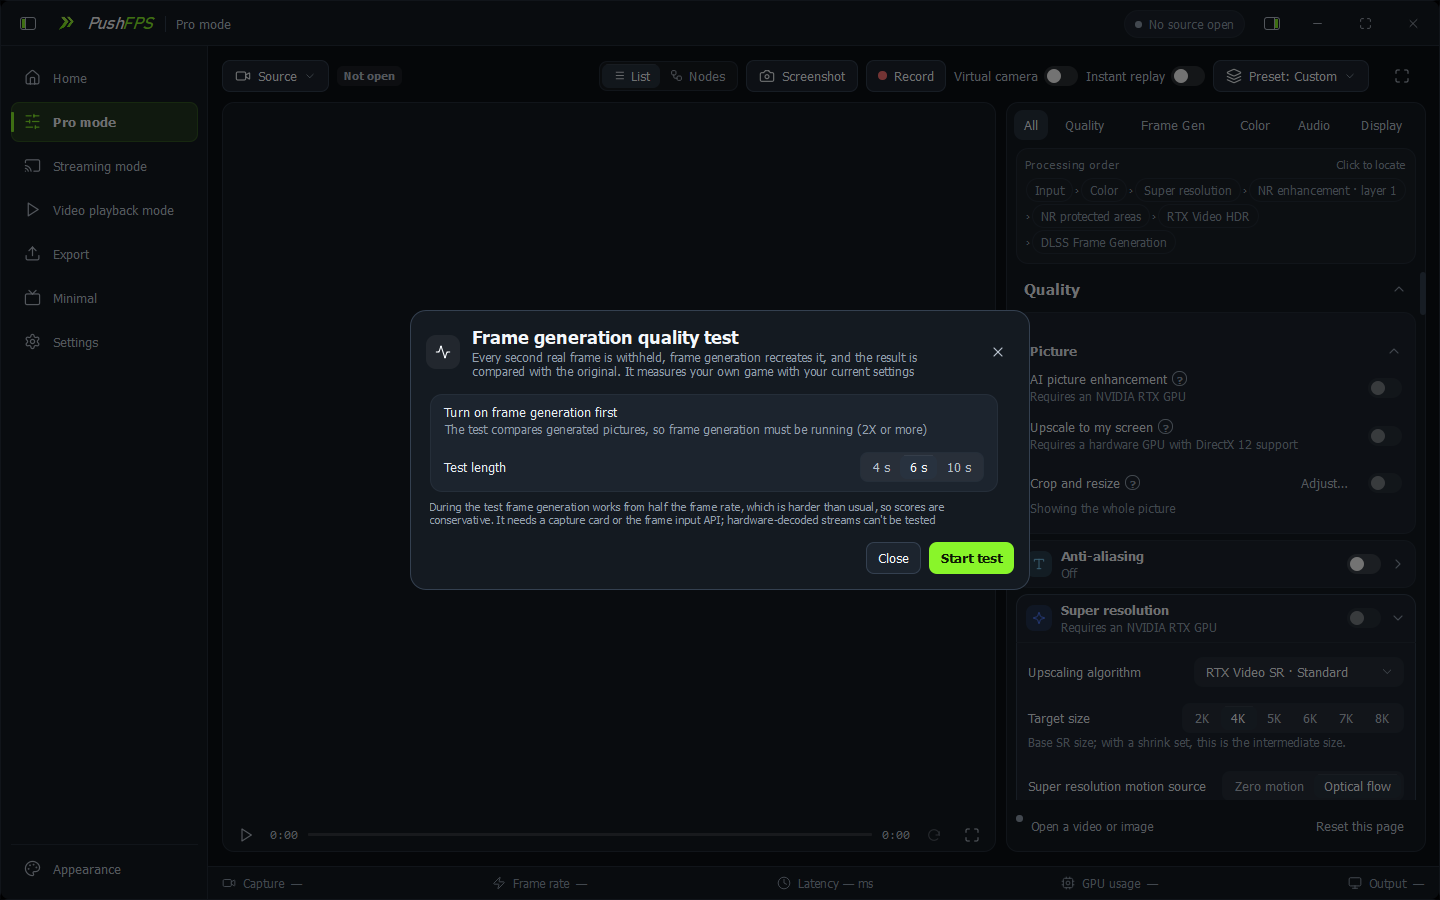 PushFPS
Pro mode
No source open
Home
Pro mode
Streaming mode
Video playback mode
Export
Minimal
Settings
Appearance
Source
Not open
List
Nodes
Screenshot
Record
Virtual camera
Instant replay
Preset: Custom
All
Quality
Frame Gen
Color
Audio
Display
Processing order
Click to locate
Input › Color › Super resolution › NR enhancement · layer 1
› NR protected areas › RTX Video HDR
› DLSS Frame Generation
Quality
Picture
AI picture enhancement ?
Requires an NVIDIA RTX GPU
Upscale to my screen ?
Requires a hardware GPU with DirectX 12 support
Crop and resize ?
Adjust...
Showing the whole picture
T
Anti-aliasing
Off
Super resolution
Requires an NVIDIA RTX GPU
Upscaling algorithm
RTX Video SR · Standard
Target size
2K 4K 5K 6K 7K 8K
Base SR size; with a shrink set, this is the intermediate size.
Super resolution motion source
Zero motion
Optical flow
Open a video or image
Reset this page
Frame generation quality test
Every second real frame is withheld, frame generation recreates it, and the result is
compared with the original. It measures your own game with your current settings
Turn on frame generation first
The test compares generated pictures, so frame generation must be running (2X or more)
Test length
4 s 6 s 10 s
During the test frame generation works from half the frame rate, which is harder than usual, so scores are
conservative. It needs a capture card or the frame input API; hardware-decoded streams can't be tested
Close
Start test
0:00
0:00
Capture —
Frame rate —
Latency — ms
GPU usage —
Output —